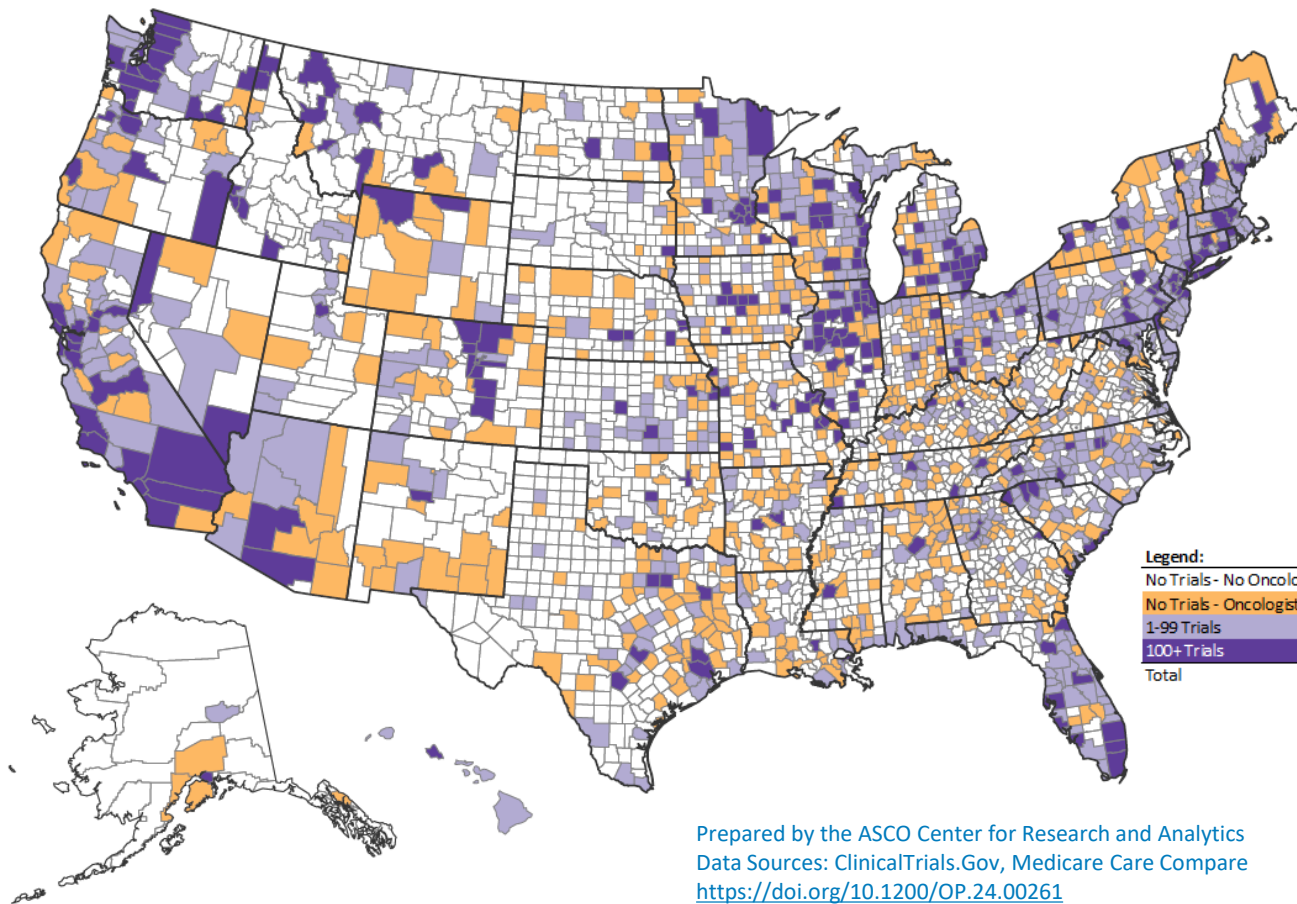 Legend:
No Trials - No Oncolo
No Trials - Oncologist
1-99 Trials
100+ Trials
Total
Prepared by the ASCO Center for Research and Analytics
Data Sources: ClinicalTrials.Gov, Medicare Care Compare
https://doi.org/10.1200/OP.24.00261